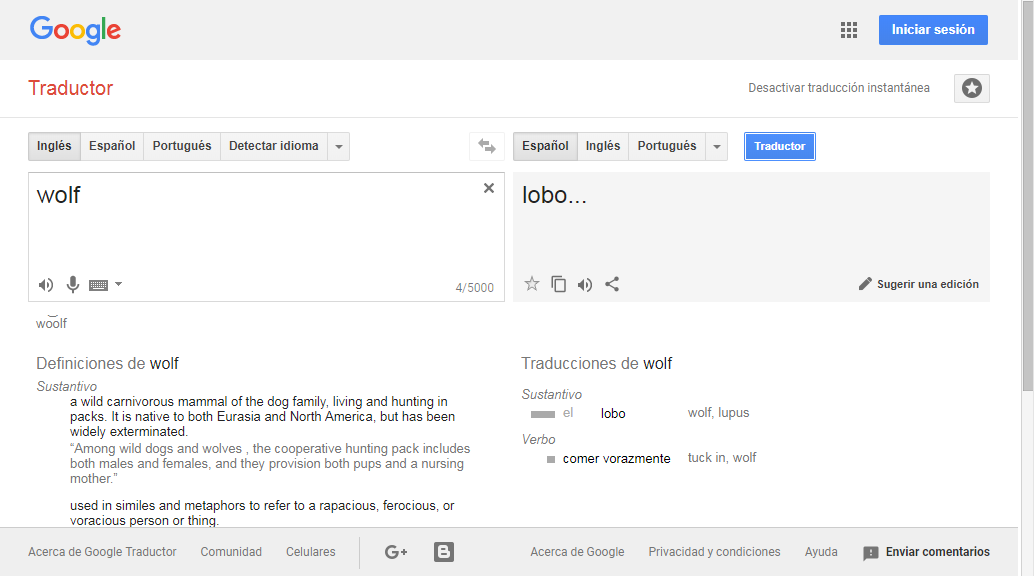 Google
Iniciar sesión
Traductor
Desactivar traducción instantánea
Inglés Español Português Detectar idioma
Español Inglés Português Traductor
wolf
lobo...
4/5000
Sugerir una edición
wo͝olf
Definiciones de wolf
Sustantivo
a wild carnivorous mammal of the dog family, living and hunting in
packs. It is native to both Eurasia and North America, but has been
widely exterminated.
“Among wild dogs and wolves , the cooperative hunting pack includes
both males and females, and they provision both pups and a nursing
mother.”
used in similes and metaphors to refer to a rapacious, ferocious, or
voracious person or thing.
Traducciones de wolf
Sustantivo
el lobo wolf, lupus
Verbo
comer vorazmente tuck in, wolf
Acerca de Google Traductor Comunidad Celulares G+ B Acerca de Google Privacidad y condiciones Ayuda Enviar comentarios